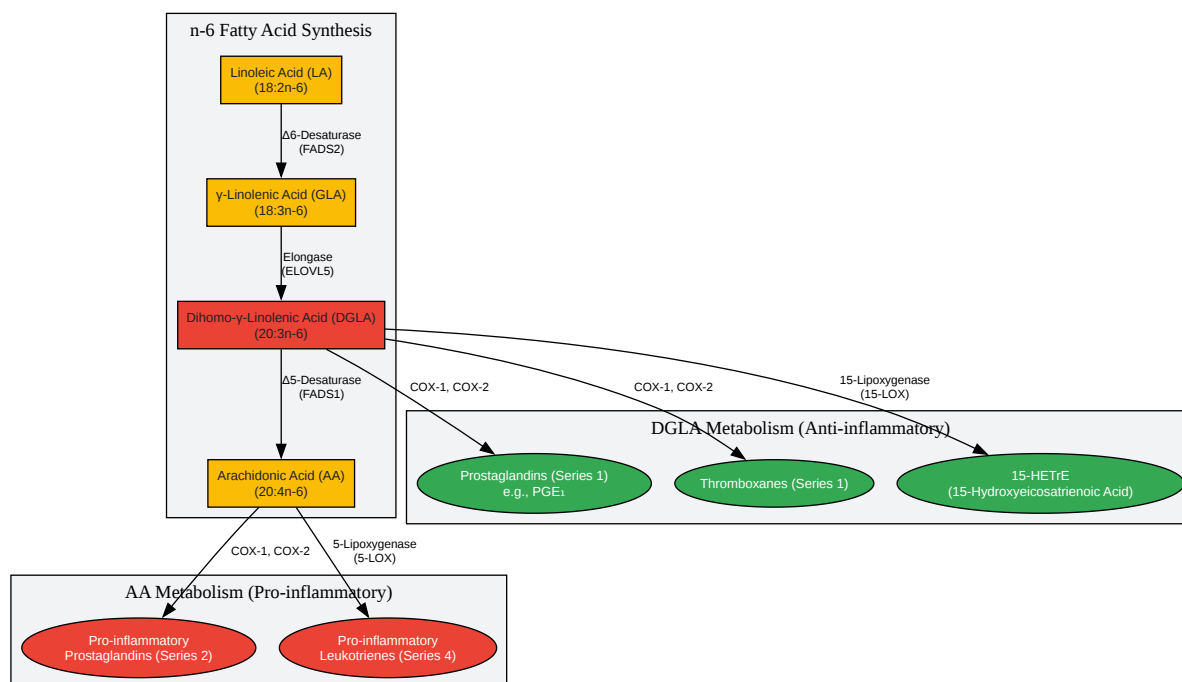 n-6 Fatty Acid Synthesis
Linoleic Acid (LA)
(18:2n-6)
Δ6-Desaturase
(FADS2)
γ-Linolenic Acid (GLA)
(18:3n-6)
Elongase
(ELOVL5)
Dihomo-γ-Linolenic Acid (DGLA)
(20:3n-6)
Δ5-Desaturase
(FADS1)
COX-1, COX-2
COX-1, COX-2
15-Lipoxygenase
(15-LOX)
DGLA Metabolism (Anti-inflammatory)
Arachidonic Acid (AA)
(20:4n-6)
Prostaglandins (Series 1)
e.g., PGE₁
Thromboxanes (Series 1)
15-HETrE
(15-Hydroxyeicosatrienoic Acid)
COX-1, COX-2
5-Lipoxygenase
(5-LOX)
AA Metabolism (Pro-inflammatory)
Pro-inflammatory
Prostaglandins (Series 2)
Pro-inflammatory
Leukotrienes (Series 4)